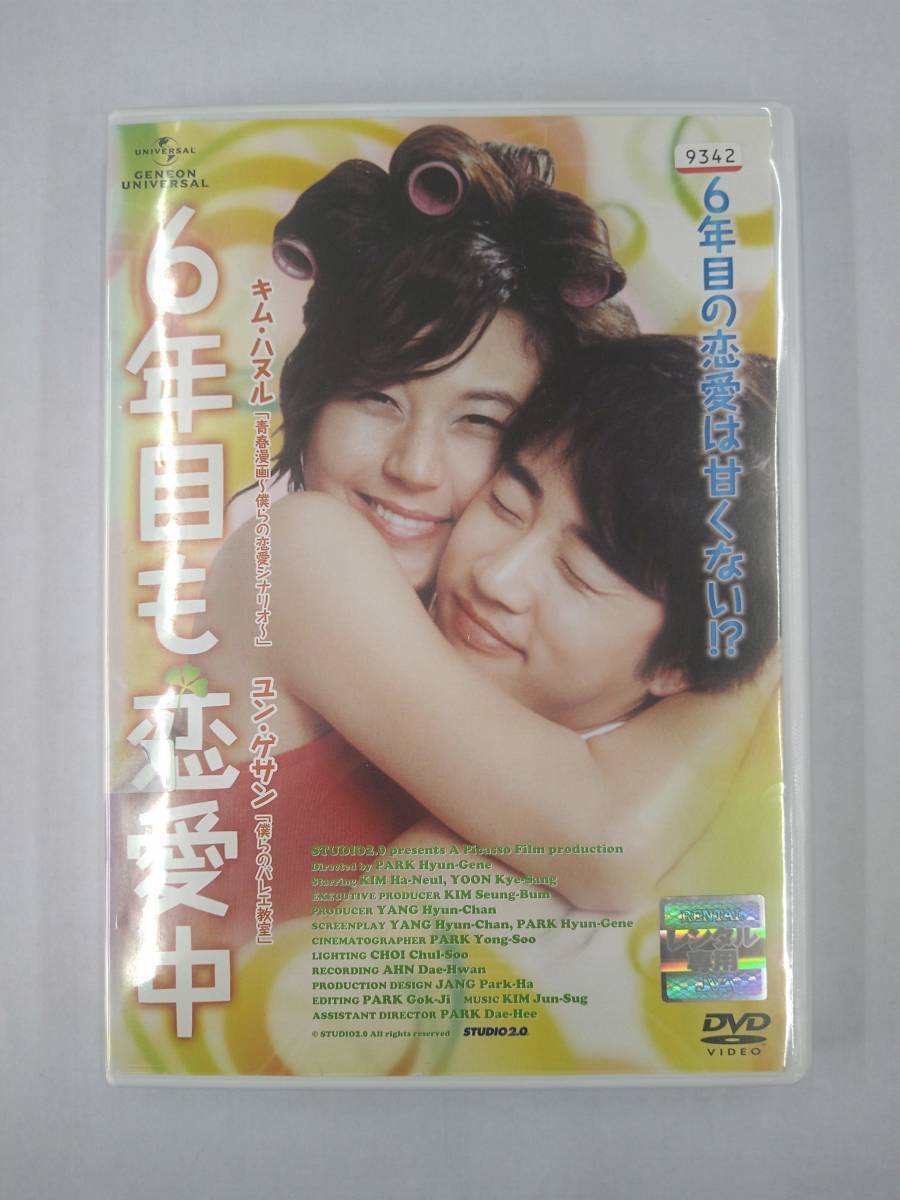 UNIVERSAL
GENEON
UNIVERSAL
6年目も恋愛中
キム・ハヌル「青春漫画~僕らの恋愛シナリオ~」
ユン・ゲサン「僕らのバレエ教室」
9342
6年目の恋愛は甘くない!?
STUDIO2.0 presents A Picasso Film production
Directed by PARK Hyun-Gene
Starring KIM Ha-Neul, YOON Kye-Sang
EXECUTIVE PRODUCER KIM Seung-Bum
PRODUCER YANG Hyun-Chan
SCREENPLAY YANG Hyun-Chan, PARK Hyun-Gene
CINEMATOGRAPHER PARK Yong-Soo
LIGHTING CHOI Chul-Soo
RECORDING AHN Dae-Hwan
PRODUCTION DESIGN JANG Park-Ha
EDITING PARK Gok-Ji MUSIC KIM Jun-Sug
ASSISTANT DIRECTOR PARK Dae-Hee
© STUDIO2.0 All rights reserved STUDIO2.0
RENTAL
レンタル
専用
JVA
DVD
VIDEO™